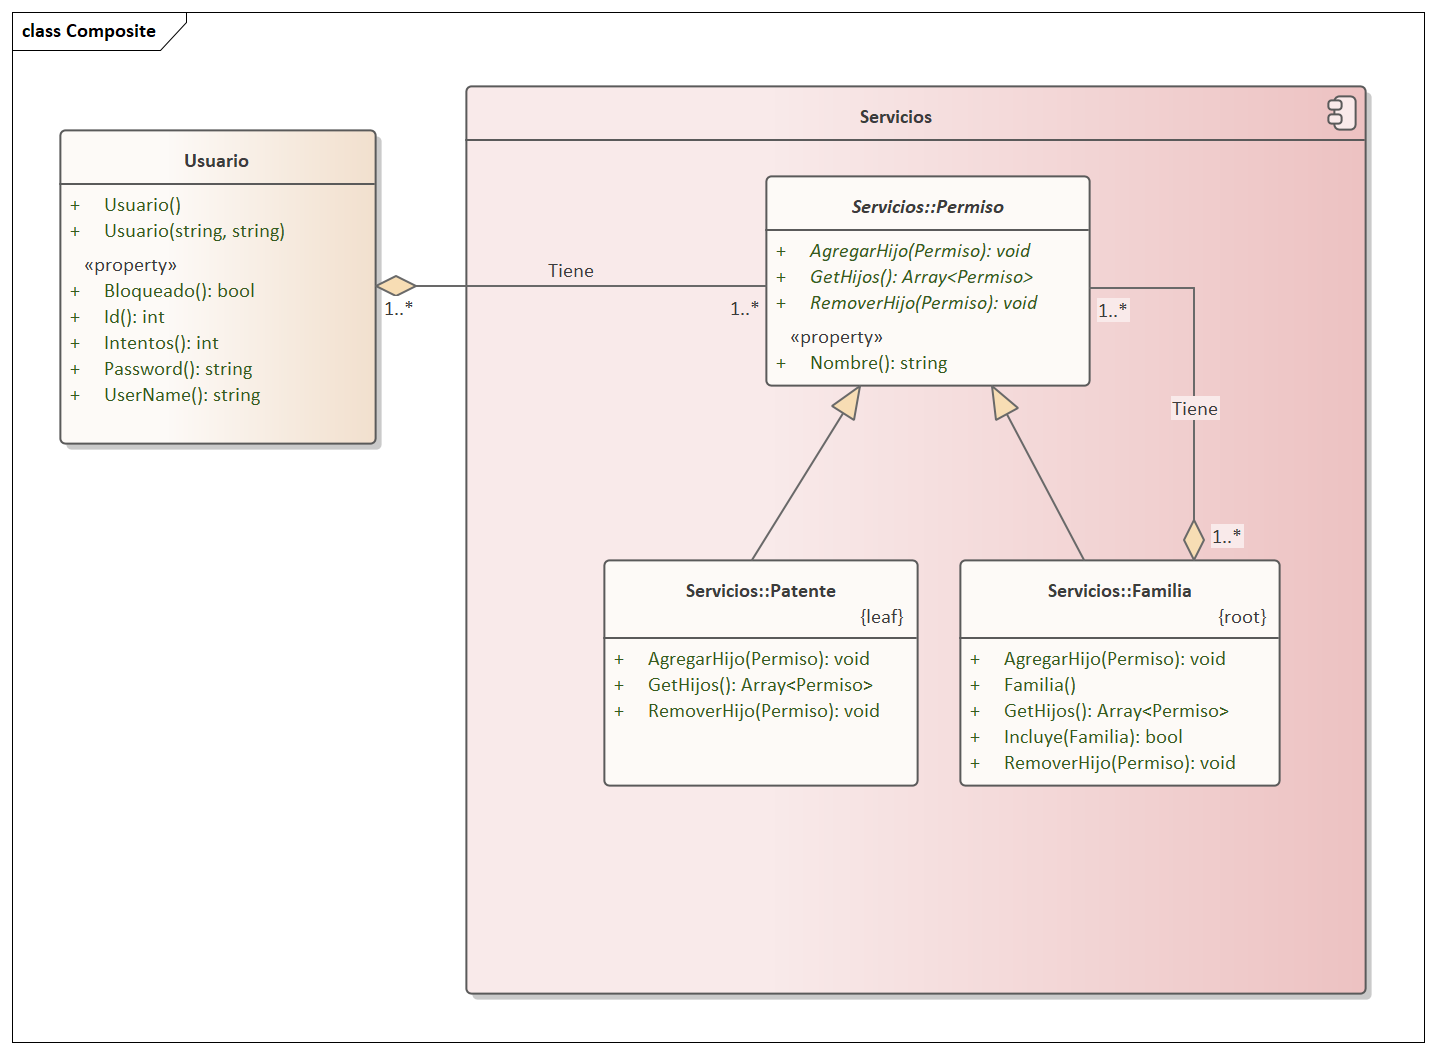 class Composite
Servicios
Usuario
+ Usuario()
+ Usuario(string, string)
«property»
+ Bloqueado(): bool
+ Id(): int
+ Intentos(): int
+ Password(): string
+ UserName(): string
Tiene
1..*
1..*
Servicios::Permiso
+ AgregarHijo(Permiso): void
+ GetHijos(): Array<Permiso>
+ RemoverHijo(Permiso): void
«property»
+ Nombre(): string
1..*
Tiene
1..*
Servicios::Patente
{leaf}
+ AgregarHijo(Permiso): void
+ GetHijos(): Array<Permiso>
+ RemoverHijo(Permiso): void
Servicios::Familia
{root}
+ AgregarHijo(Permiso): void
+ Familia()
+ GetHijos(): Array<Permiso>
+ Incluye(Familia): bool
+ RemoverHijo(Permiso): void